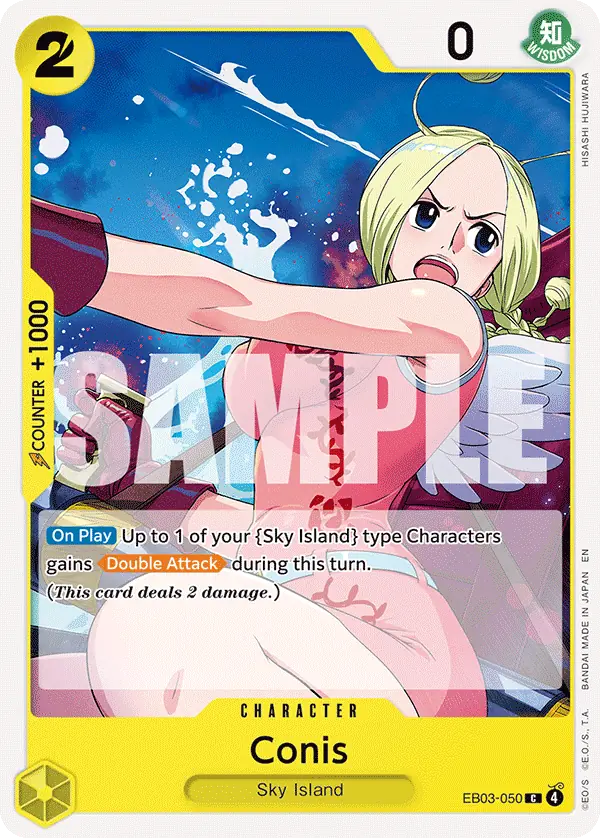 2
0
知
WISDOM
HISASHI HUJIWARA
COUNTER +1000
SAMPLE
On Play Up to 1 of your {Sky Island} type Characters
gains Double Attack during this turn.
(This card deals 2 damage.)
CHARACTER
Conis
Sky Island
EB03-050 C 4
©E.O/S ©E.O./S., T.A. BANDAI MADE IN JAPAN EN